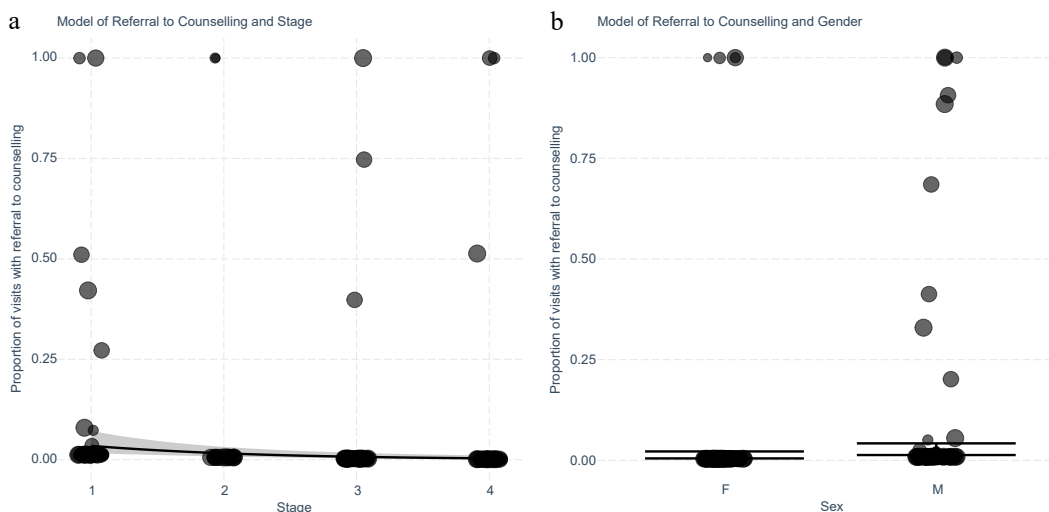 a
Model of Referral to Counselling and Stage
Proportion of visits with referral to counselling
1.00
0.75
0.50
0.25
0.00
1 2 3 4
Stage
b
Model of Referral to Counselling and Gender
Proportion of visits with referral to counselling
1.00
0.75
0.50
0.25
0.00
F M
Sex